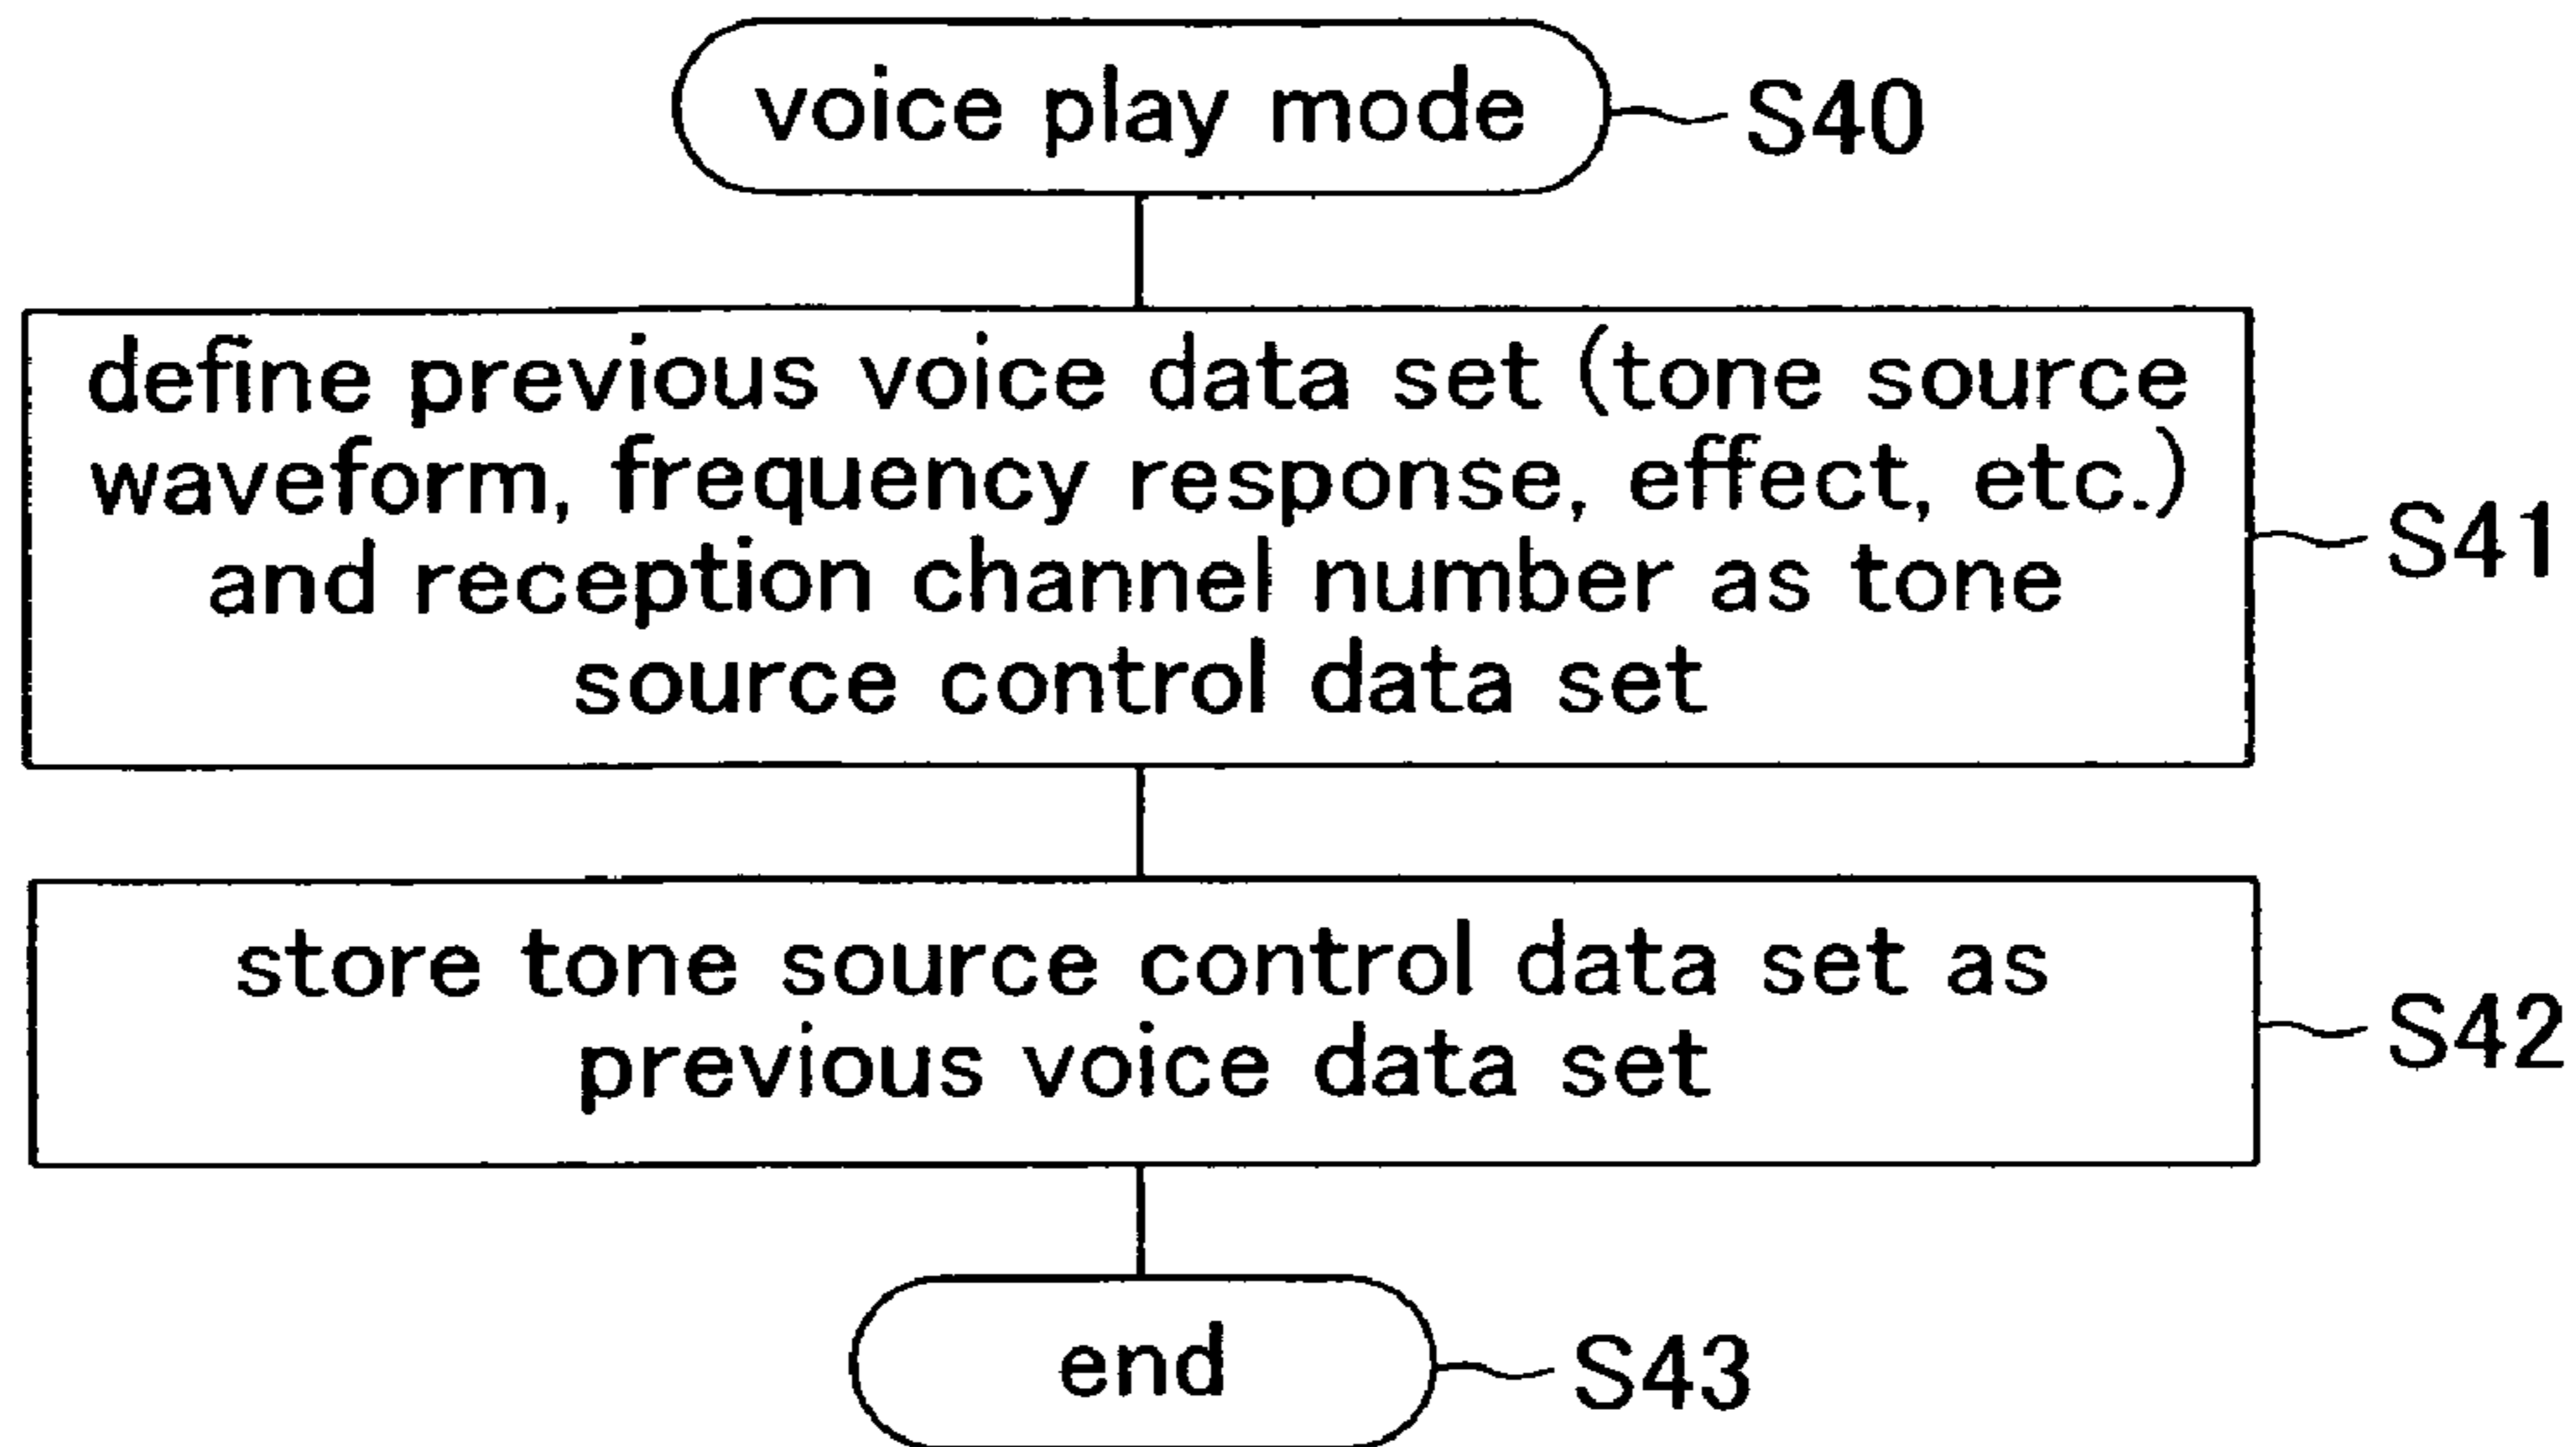 voice play mode
S40
define previous voice data set (tone source
waveform, frequency response, effect, etc.)
and reception channel number as tone
source control data set
S41
store tone source control data set as
previous voice data set
S42
end
S43